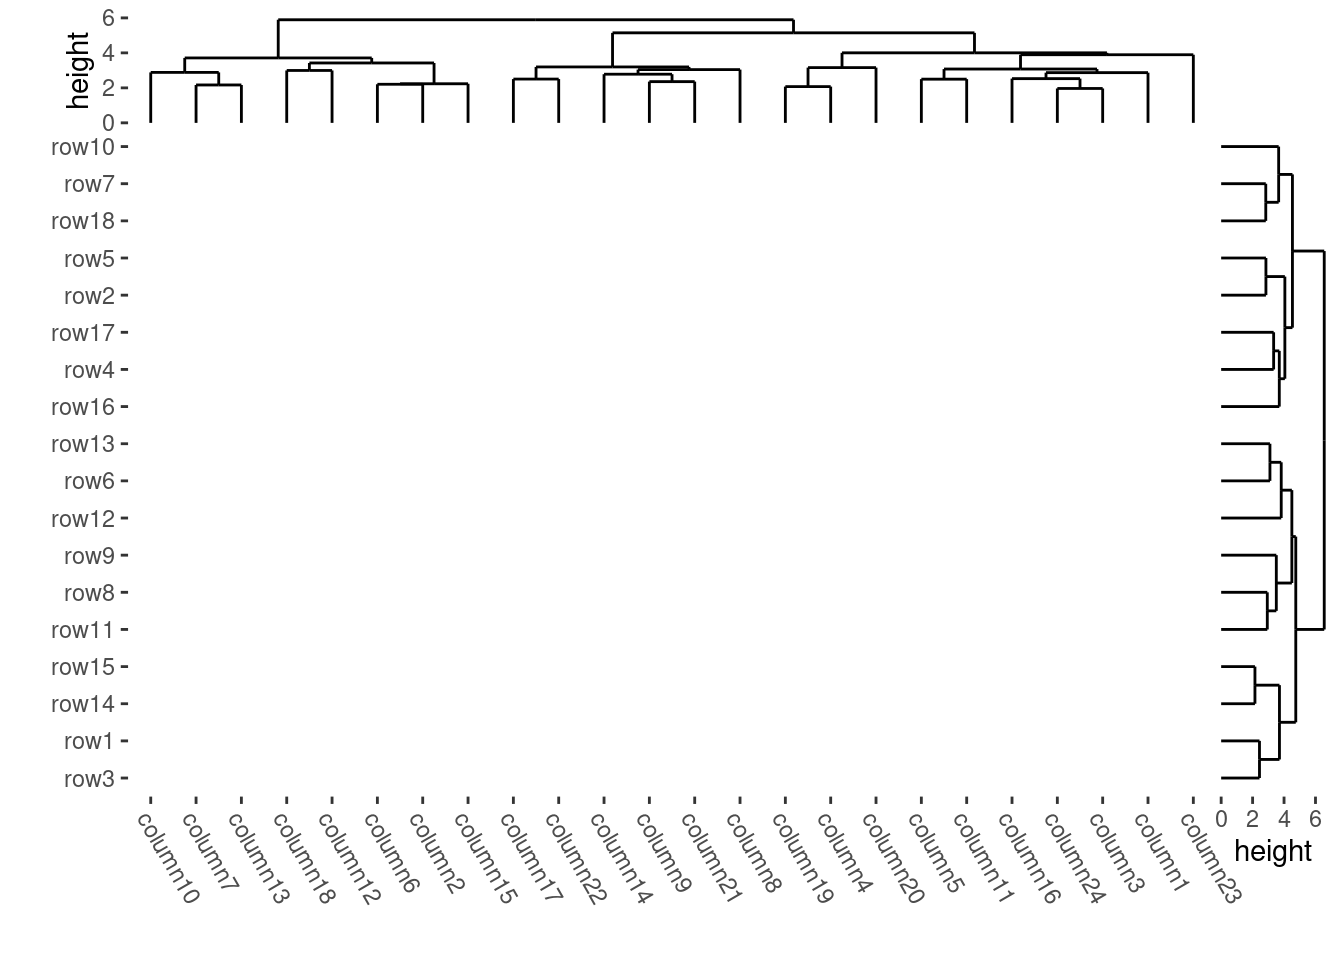 height
6
4
2
0
row10
row7
row18
row5
row2
row17
row4
row16
row13
row6
row12
row9
row8
row11
row15
row14
row1
row3
column10
column7
column13
column18
column12
column6
column2
column15
column17
column22
column14
column9
column21
column8
column19
column4
column20
column5
column11
column16
column24
column3
column1
column23
0 2 4 6
height